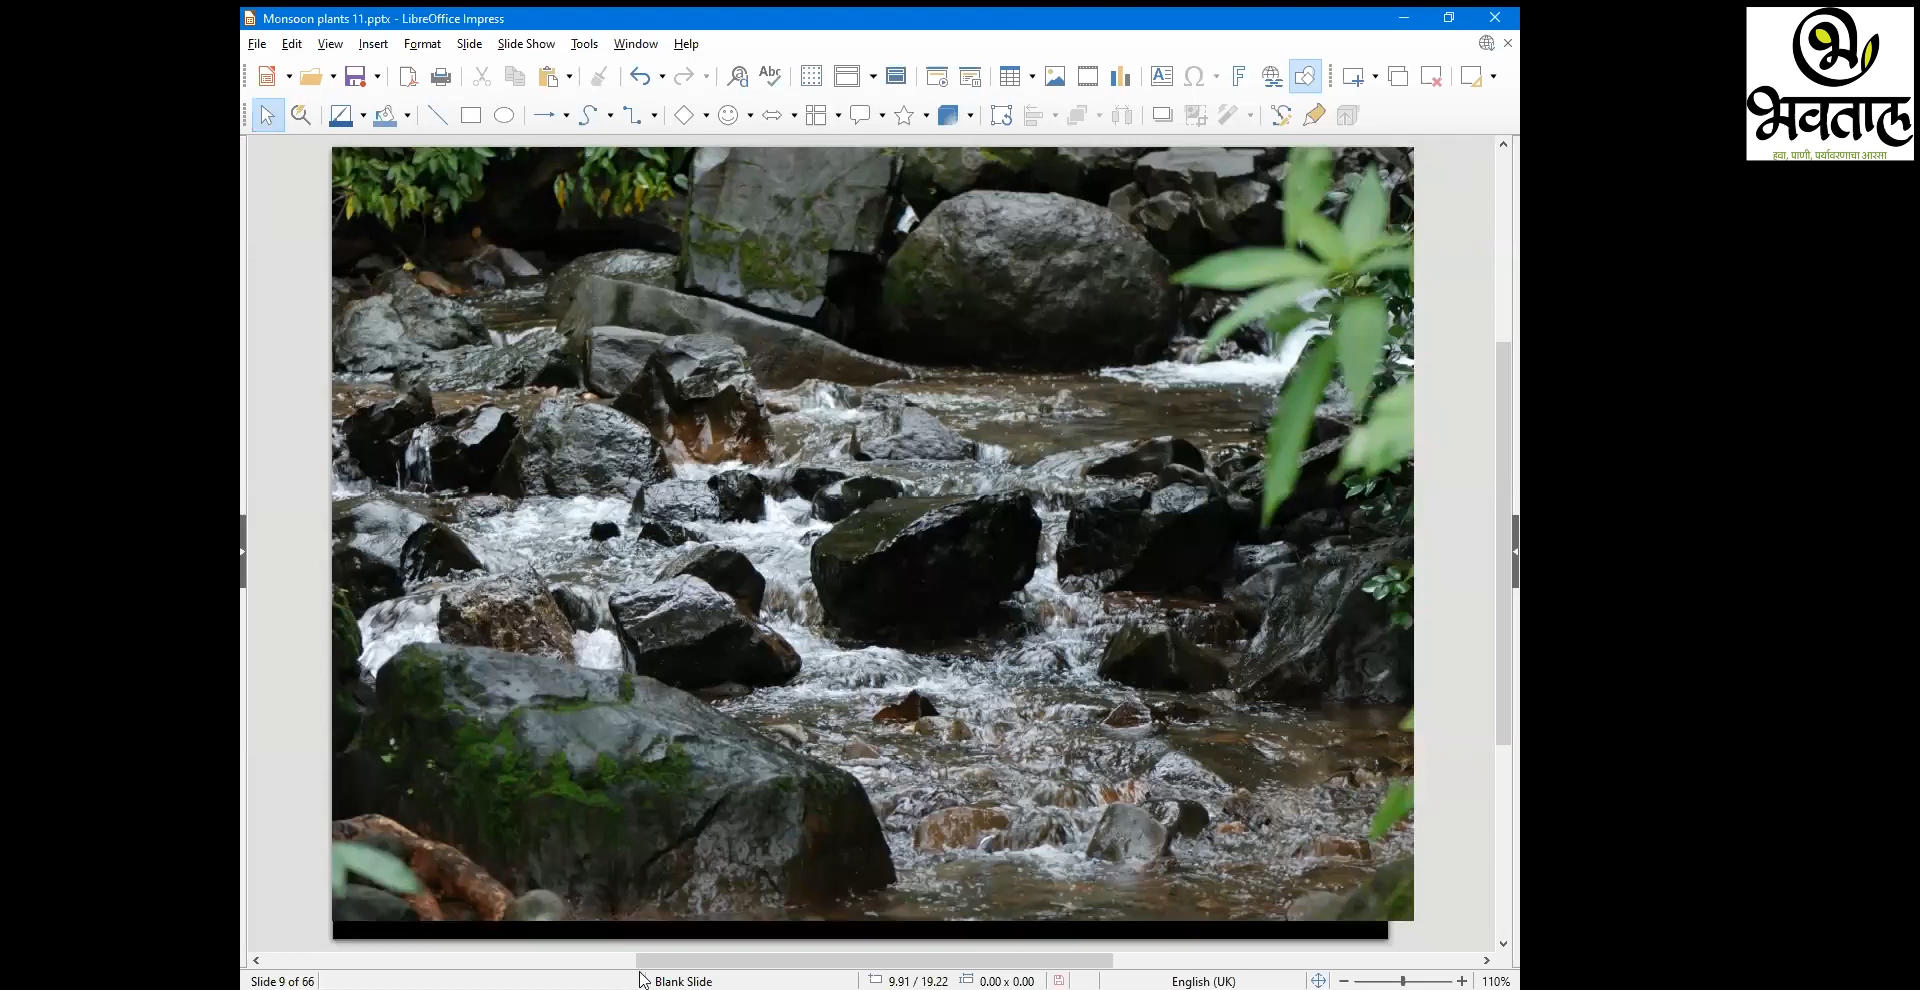 Monsoon plants 11.pptx - LibreOffice Impress
File Edit View Insert Format Slide Slide Show Tools Window Help
Abc
Slide 9 of 66
Blank Slide
9.91 / 19.22
0.00 x 0.00
English (UK)
110%
भ
भवताल
हवा, पाणी, पर्यावरणाचा आरसा